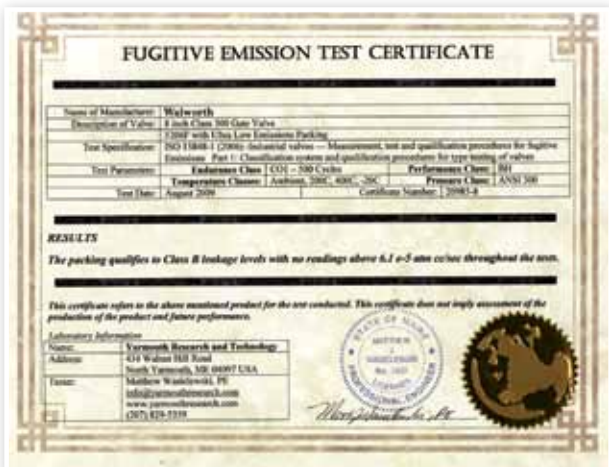 FUGITIVE EMISSION TEST CERTIFICATE
Name of Manufacturer: Walworth
Description of Valve: 8 inch Class 300 Gate Valve
5206F with Ultra Low Emissions Packing
Test Specification: ISO 15848-1 (2006) Industrial valves — Measurement, test and qualification procedures for fugitive
Emissions Part 1: Classification system and qualification procedures for type testing of valves
Test Parameters: Endurance Class CO1 – 500 Cycles Performance Class: BH
Temperature Classes: Ambient, 200C, 400C, -20C Pressure Class: ANSI 300
Test Date: August 2009 Certificate Number:
RESULTS
The packing qualifies to Class B leakage levels with no readings above 6.1 e-5 atm cc/sec throughout the tests.
This certificate refers to the above mentioned product for the test conducted. This certificate does not imply assessment of the
production of the product and future performance.
Laboratory Information
Name: Yarmouth Research and Technology
Address: 434 Walnut Hill Road
North Yarmouth, ME 04097 USA
Tester: Matthew Wasielewski, PE
info@yarmouthresearch.com
www.yarmouthresearch.com
(207) 829-5359
STATE OF MAINE
MATTHEW
J.
WASIELEWSKI
No.
LICENSED
PROFESSIONAL ENGINEER